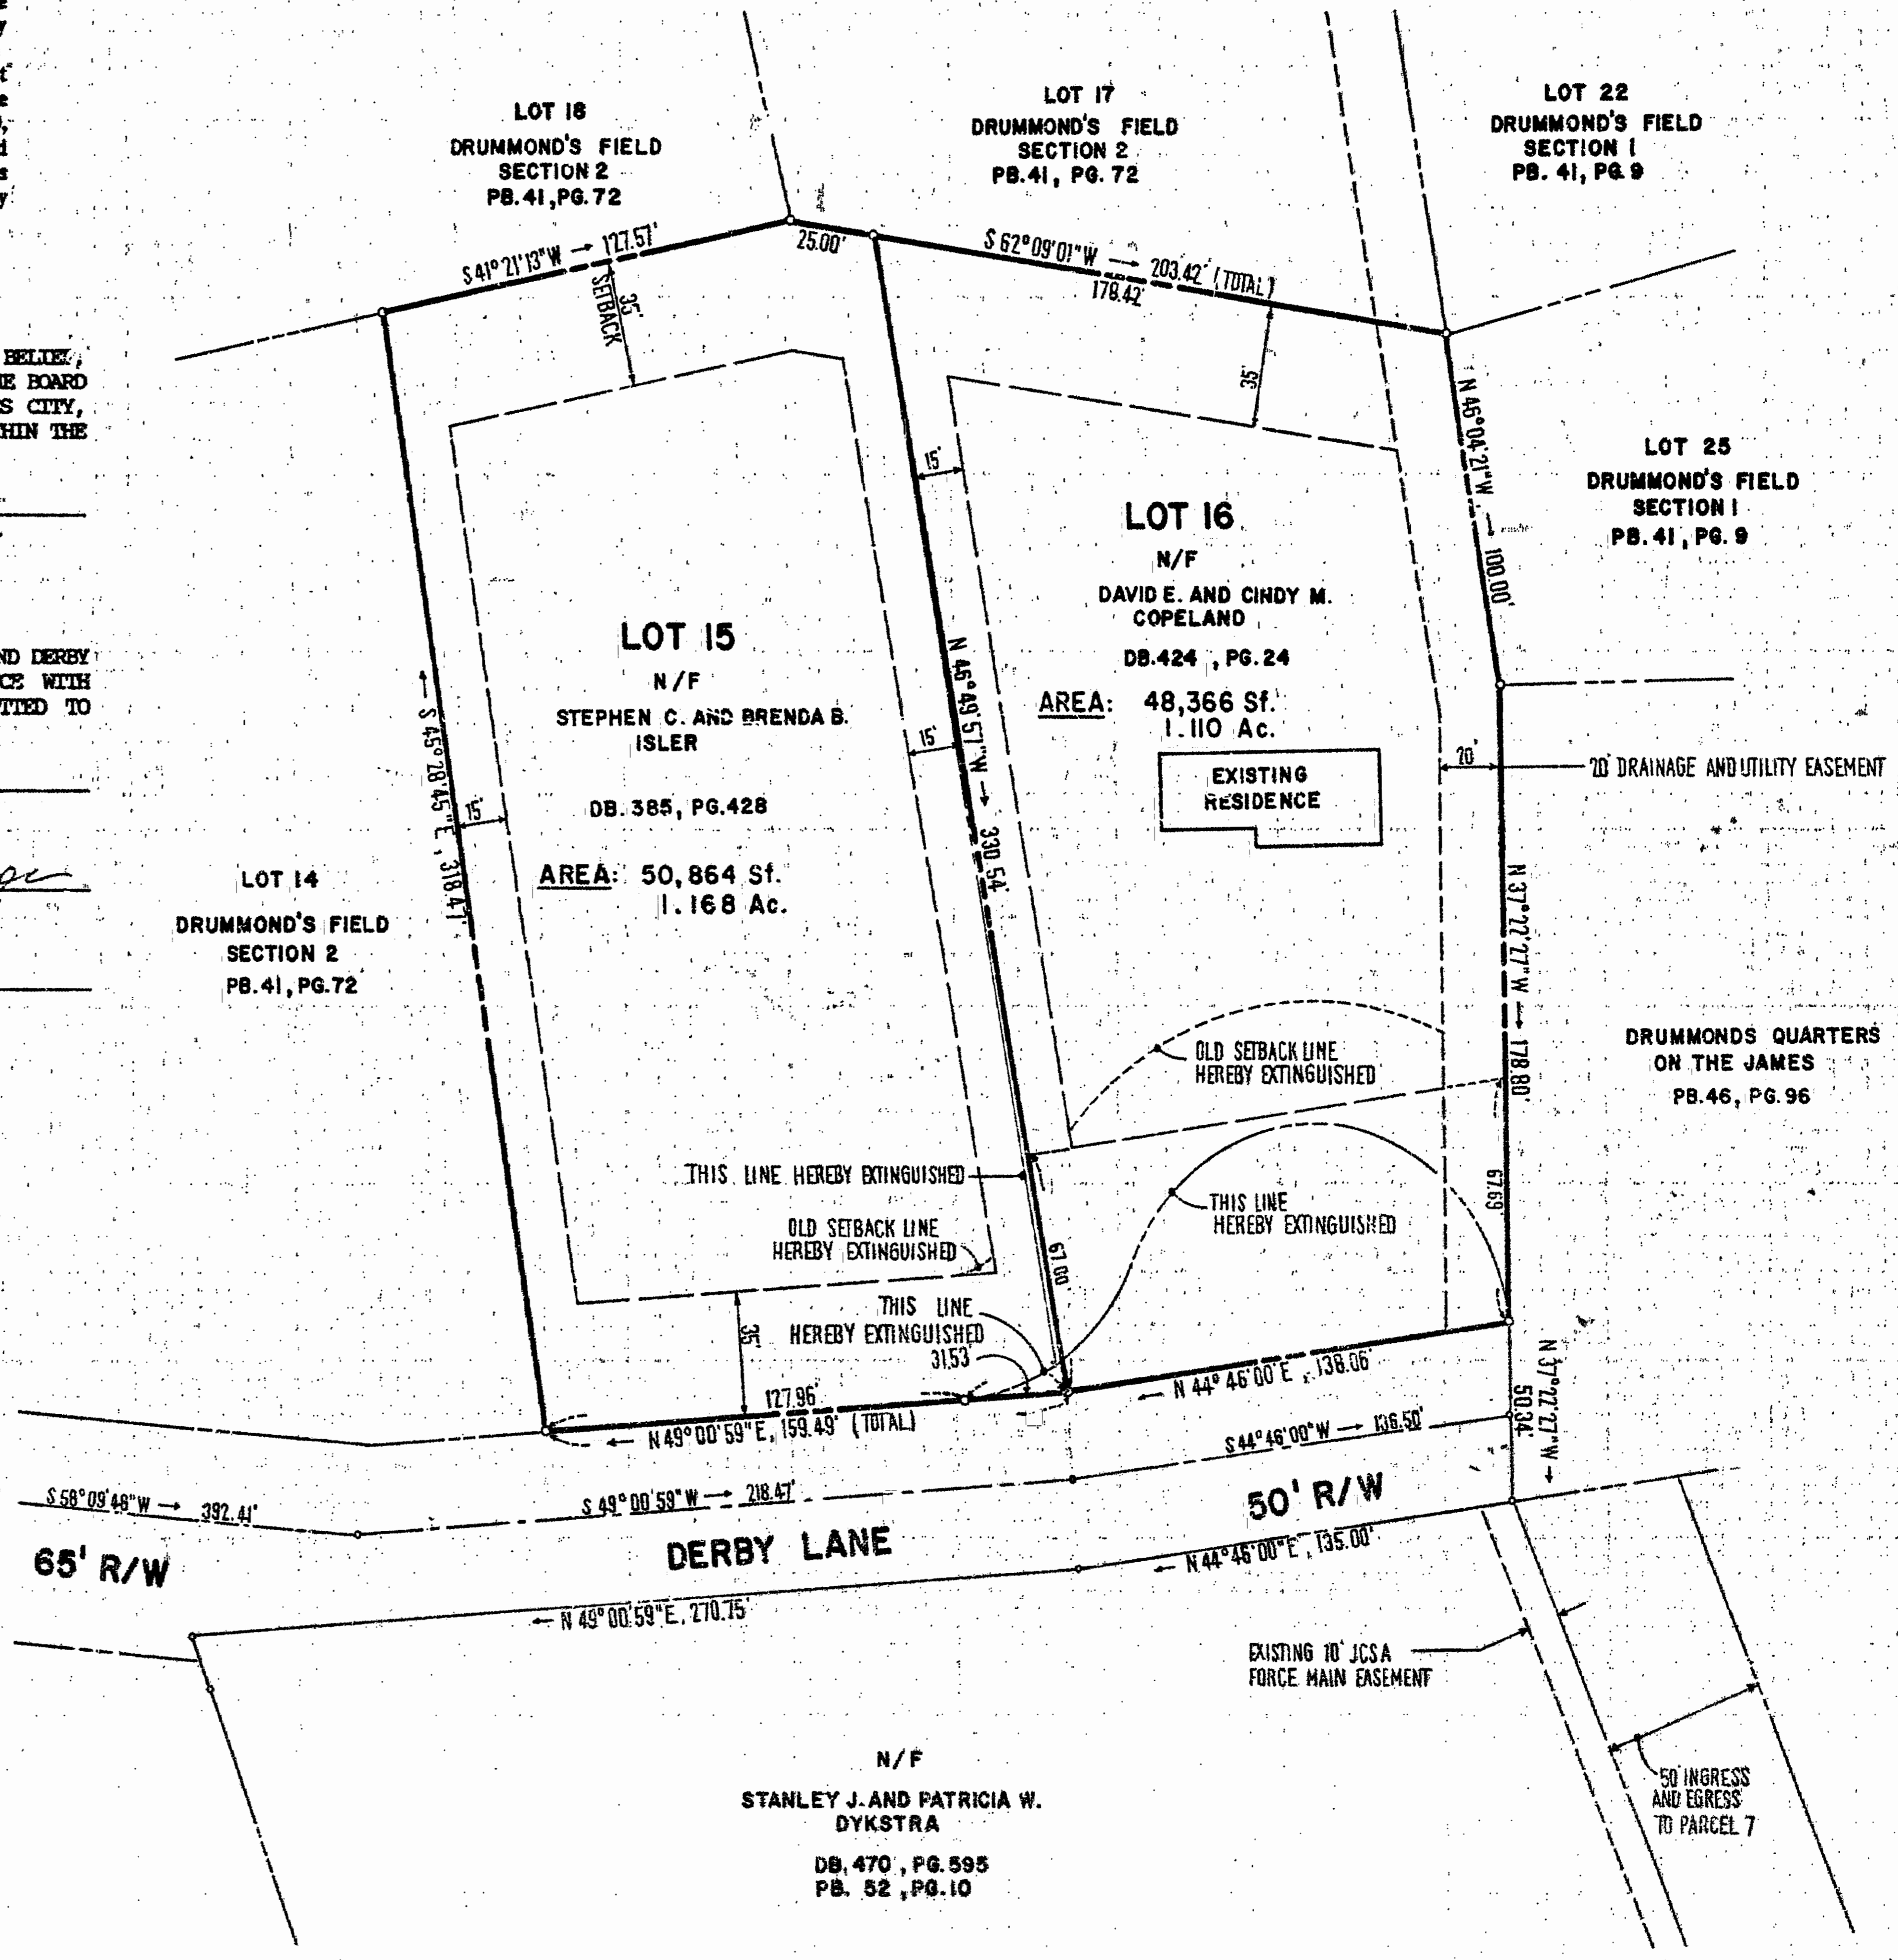 BELIEF,
THE BOARD
S CITY,
THIN THE
ND DERBY
CE WITH
TTED TO
LOT 18
DRUMMOND'S FIELD
SECTION 2
PB.41,PG.72
LOT 17
DRUMMOND'S FIELD
SECTION 2
PB.41, PG. 72
LOT 22
DRUMMOND'S FIELD
SECTION 1
PB. 41, PG. 9
S 41° 21' 13" W → 127.57'
25.00'
S 62° 09' 01" W → 203.42' (TOTAL)
178.42'
35'
SETBACK
35'
N 46° 04' 21" W → 100.00'
LOT 25
DRUMMOND'S FIELD
SECTION 1
PB. 41, PG. 9
15'
LOT 16
N/F
DAVID E. AND CINDY M.
COPELAND
DB.424, PG.24
AREA: 48,366 Sf.
1.110 Ac.
EXISTING
RESIDENCE
LOT 15
N/F
STEPHEN C. AND BRENDA B.
ISLER
DB. 385, PG.428
AREA: 50,864 Sf.
1.168 Ac.
N 46° 49' 57" W ← 330.54'
15'
← S 45° 28' 45" E, 318.47'
15'
20'
20' DRAINAGE AND UTILITY EASEMENT
LOT 14
DRUMMOND'S FIELD
SECTION 2
PB.41, PG.72
N 37° 22' 27" W ← 178.80'
DRUMMONDS QUARTERS
ON THE JAMES
PB.46, PG.96
OLD SETBACK LINE
HEREBY EXTINGUISHED
THIS LINE HEREBY EXTINGUISHED
67.69'
THIS LINE
HEREBY EXTINGUISHED
OLD SETBACK LINE
HEREBY EXTINGUISHED
67.00'
THIS LINE
HEREBY EXTINGUISHED
31.53'
35'
127.96'
← N 49° 00' 59" E, 159.49' (TOTAL)
← N 44° 46' 00" E, 138.06'
N 37° 22' 27" W →
50.34'
S 44° 46' 00" W → 136.50'
S 58° 09' 48" W → 392.41'
S 49° 00' 59" W → 218.47'
50' R/W
65' R/W
DERBY LANE
← N 44° 46' 00" E, 135.00'
← N 49° 00' 59" E, 270.75'
EXISTING 10' JCSA
FORCE MAIN EASEMENT
N/F
STANLEY J. AND PATRICIA W.
DYKSTRA
DB. 470, PG.595
PB. 52, PG.10
50' INGRESS
AND EGRESS
TO PARCEL 7